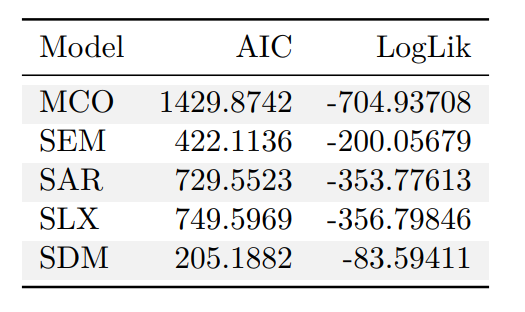 Model AIC LogLik
MCO 1429.8742 -704.93708
SEM 422.1136 -200.05679
SAR 729.5523 -353.77613
SLX 749.5969 -356.79846
SDM 205.1882 -83.59411